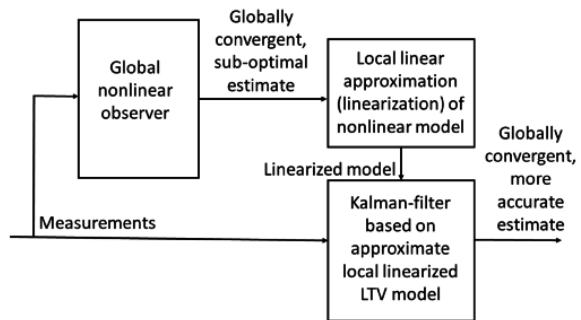 Global
nonlinear
observer
Globally
convergent,
sub-optimal
estimate
Local linear
approximation
(linearization) of
nonlinear model
Linearized model
Measurements
Kalman-filter
based on
approximate
local linearized
LTV model
Globally
convergent,
more
accurate
estimate